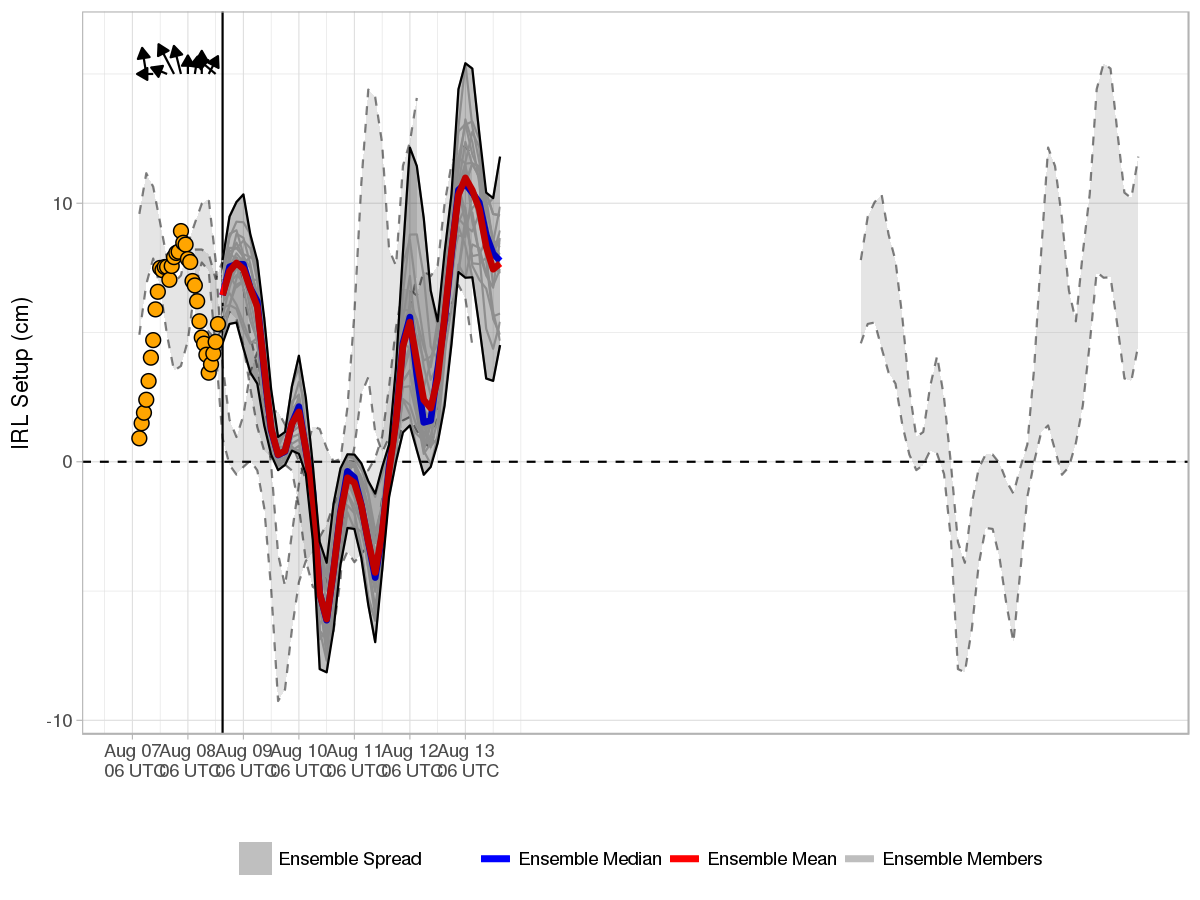 IRL Setup (cm)
10
0
-10
Aug 07 Aug 08 Aug 09 Aug 10 Aug 11 Aug 12 Aug 13
06 UTC 06 UTC 06 UTC 06 UTC 06 UTC 06 UTC 06 UTC
Ensemble Spread Ensemble Median Ensemble Mean Ensemble Members